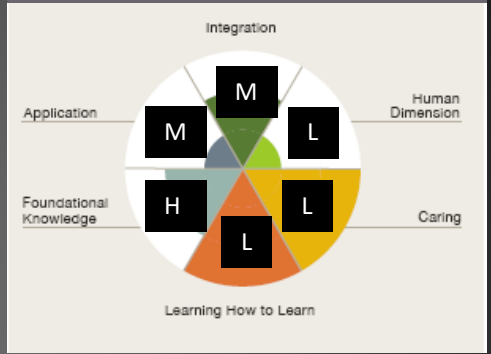 Integration
M
Application
M
Human
Dimension
L
Foundational
Knowledge
H
L
Caring
L
Learning How to Learn